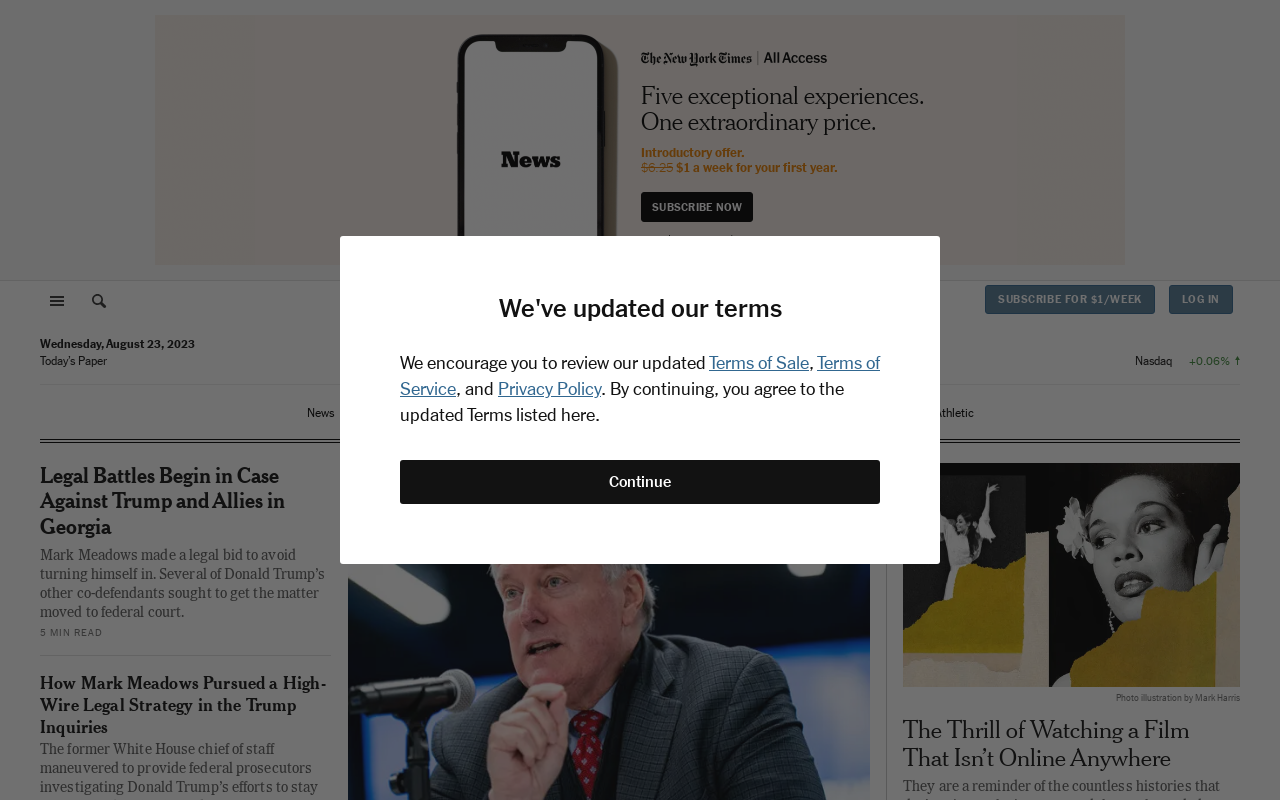 The New York Times | All Access
Five exceptional experiences.
One extraordinary price.
Introductory offer.
$6.25 $1 a week for your first year.
SUBSCRIBE NOW
News
SUBSCRIBE FOR $1/WEEK
LOG IN
Wednesday, August 23, 2023
Today's Paper
Nasdaq +0.06% ↑
News
Athletic
We've updated our terms
We encourage you to review our updated Terms of Sale, Terms of
Service, and Privacy Policy. By continuing, you agree to the
updated Terms listed here.
Continue
Legal Battles Begin in Case
Against Trump and Allies in
Georgia
Mark Meadows made a legal bid to avoid
turning himself in. Several of Donald Trump’s
other co-defendants sought to get the matter
moved to federal court.
5 MIN READ
How Mark Meadows Pursued a High-
Wire Legal Strategy in the Trump
Inquiries
The former White House chief of staff
maneuvered to provide federal prosecutors
investigating Donald Trump’s efforts to stay
Photo illustration by Mark Harris
The Thrill of Watching a Film
That Isn’t Online Anywhere
They are a reminder of the countless histories that